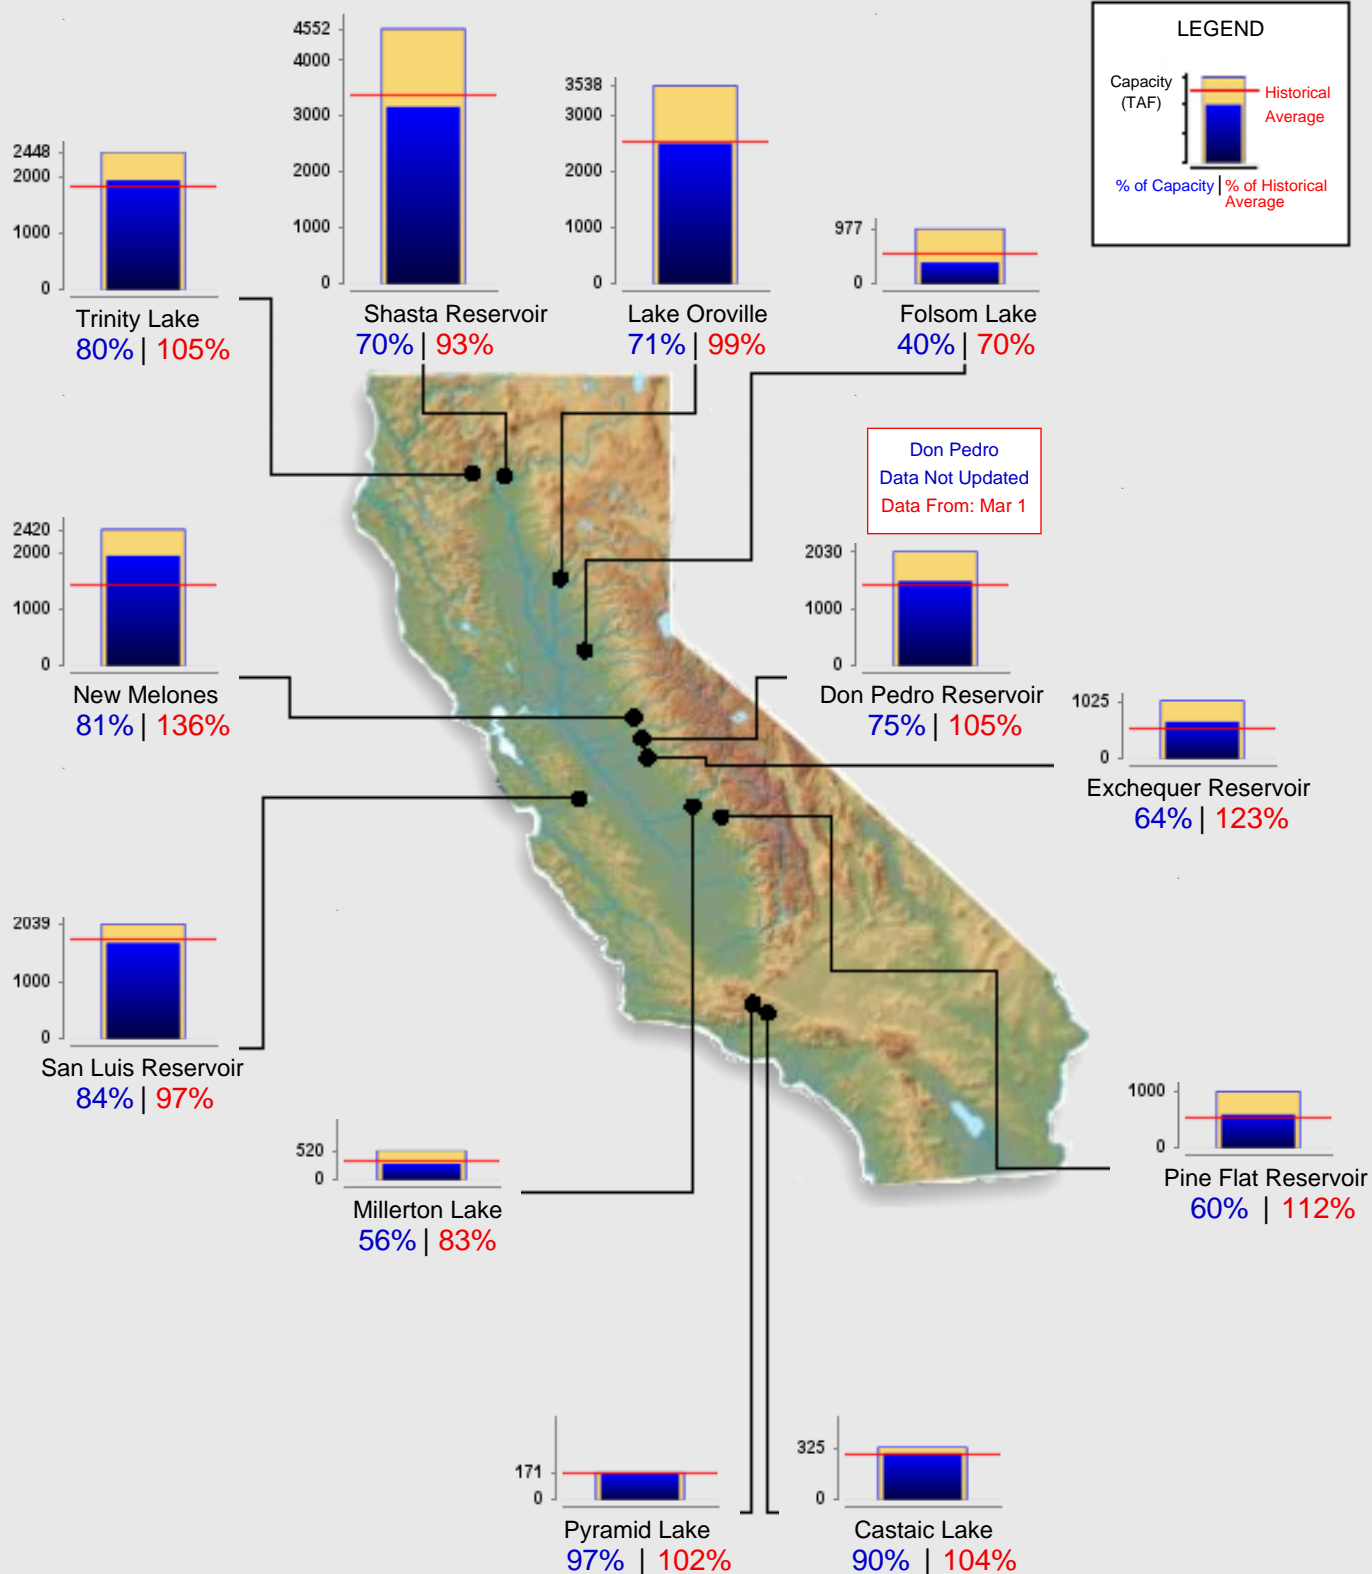 LEGEND
Capacity
(TAF)
Historical
Average
% of Capacity | % of Historical
Average
4552
4000
3000
2000
1000
0
Shasta Reservoir
70% | 93%
3538
3000
2000
1000
0
Lake Oroville
71% | 99%
2448
2000
1000
0
Trinity Lake
80% | 105%
977
0
Folsom Lake
40% | 70%
Don Pedro
Data Not Updated
Data From: Mar 1
2420
2000
1000
0
New Melones
81% | 136%
2030
1000
0
Don Pedro Reservoir
75% | 105%
1025
0
Exchequer Reservoir
64% | 123%
2039
1000
0
San Luis Reservoir
84% | 97%
520
0
Millerton Lake
56% | 83%
1000
0
Pine Flat Reservoir
60% | 112%
171
0
Pyramid Lake
97% | 102%
325
0
Castaic Lake
90% | 104%